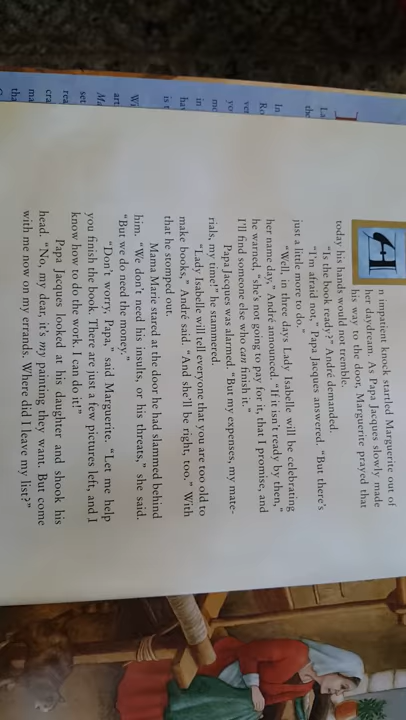 A
n impatient knock startled Marguerite out of
her daydream. As Papa Jacques slowly made
his way to the door, Marguerite prayed that
today his hands would not tremble.
"Is the book ready?" André demanded.
"I'm afraid not," Papa Jacques answered. "But there's
just a little more to do."
"Well, in three days Lady Isabelle will be celebrating
her name day," André announced. "If it isn't ready by then,"
he warned, "she's not going to pay for it, that I promise, and
I'll find someone else who can finish it."
Papa Jacques was alarmed. "But my expenses, my mate-
rials, my time!" he stammered.
"Lady Isabelle will tell everyone that you are too old to
make books," André said. "And she'll be right, too." With
that he stomped out.
Mama Marie stared at the door he had slammed behind
him. "We don't need his insults, or his threats," she said.
"But we do need the money."
"Don't worry, Papa," said Marguerite. "Let me help
you finish the book. There are just a few pictures left, and I
know how to do the work. I can do it!"
Papa Jacques looked at his daughter and shook his
head. "No, my dear, it's my painting they want. But come
with me now on my errands. Where did I leave my list?"